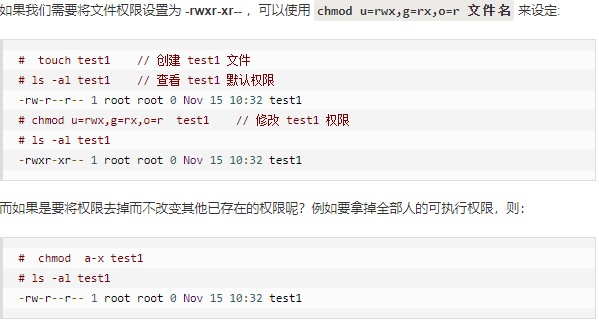 如果我们需要将文件权限设置为 -rwxr-xr-- ，可以使用 chmod u=rwx,g=rx,o=r 文件名 来设定:
#  touch test1    // 创建 test1 文件
# ls -al test1    // 查看 test1 默认权限
-rw-r--r-- 1 root root 0 Nov 15 10:32 test1
# chmod u=rwx,g=rx,o=r  test1    // 修改 test1 权限
# ls -al test1
-rwxr-xr-- 1 root root 0 Nov 15 10:32 test1
而如果是要将权限去掉而不改变其他已存在的权限呢？例如要拿掉全部人的可执行权限，则：
#  chmod  a-x test1
# ls -al test1
-rw-r--r-- 1 root root 0 Nov 15 10:32 test1